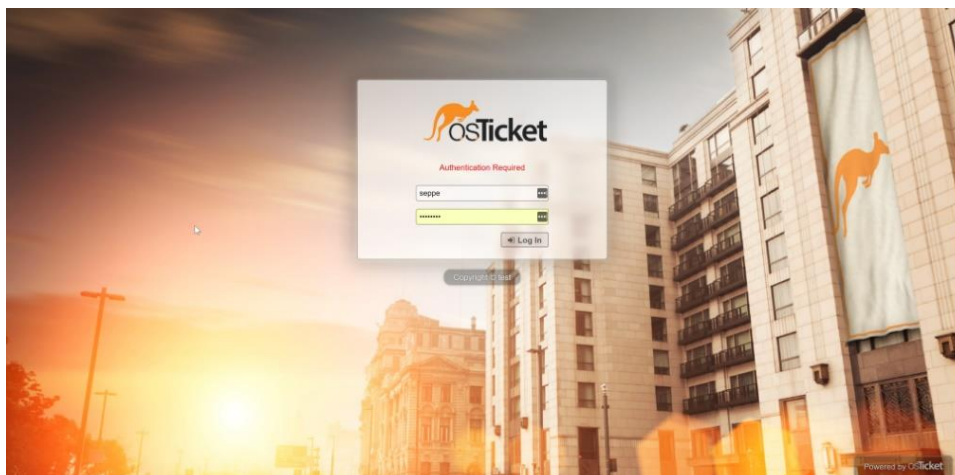 osTicket
Authentication Required
seppe
••••••••
Log In
Copyright © test
Powered by osTicket